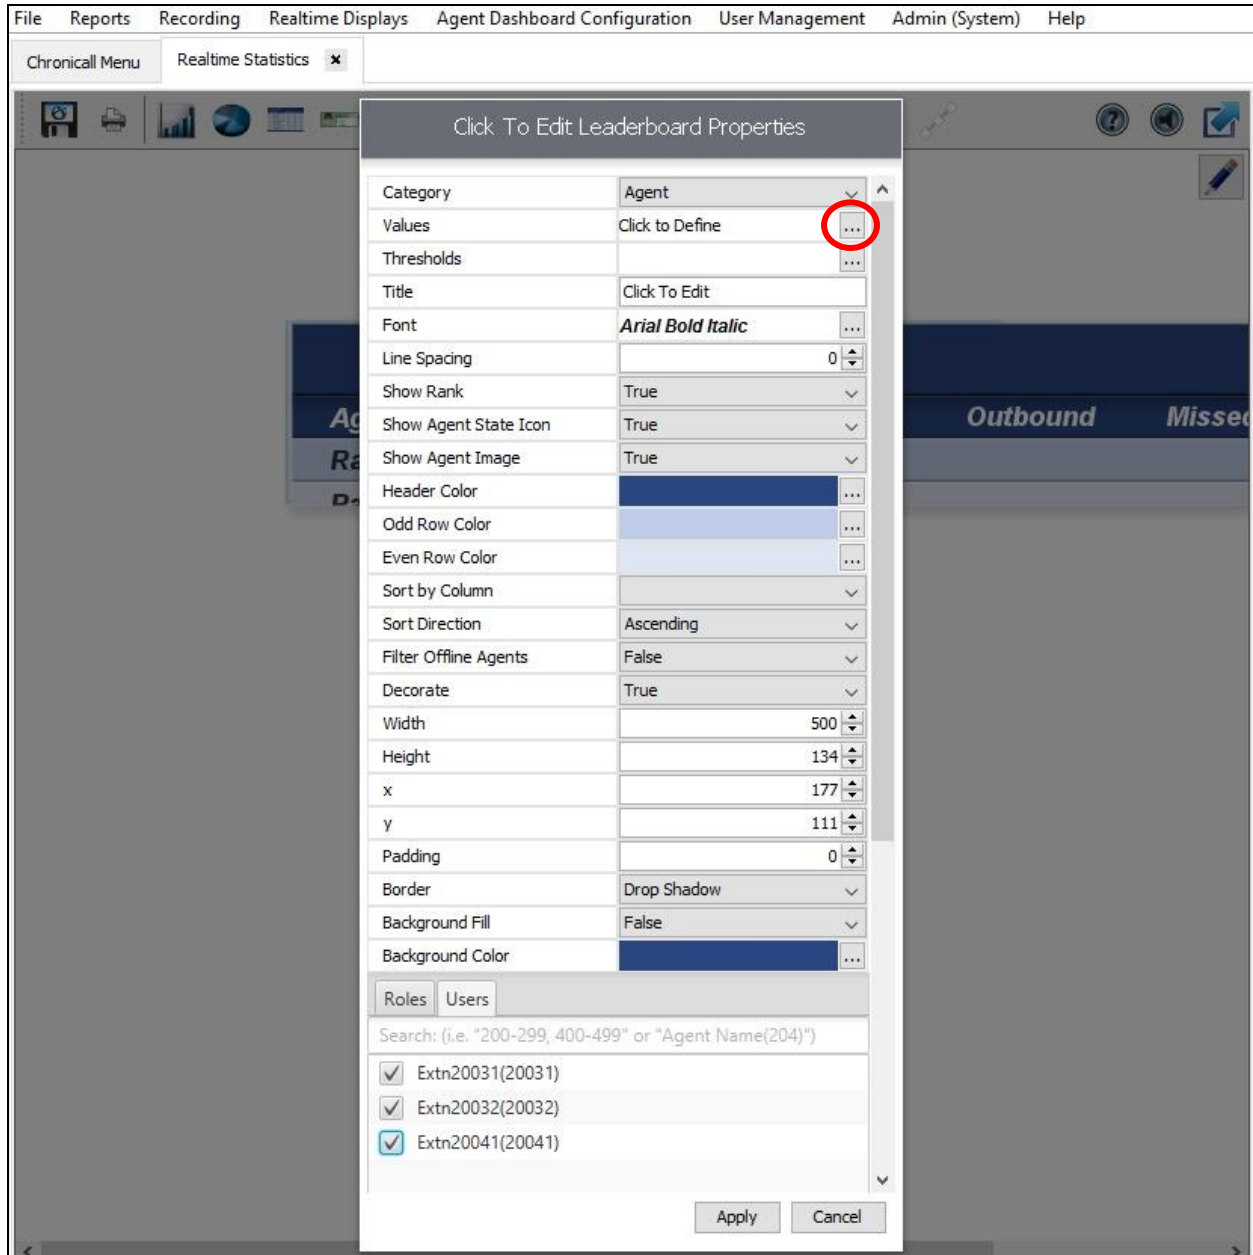 File Reports Recording Realtime Displays Agent Dashboard Configuration User Management Admin (System) Help
Chronicall Menu Realtime Statistics
Click To Edit Leaderboard Properties
Category Agent
Values Click to Define ...
Thresholds ...
Title Click To Edit
Font Arial Bold Italic ...
Line Spacing 0
Show Rank True
Show Agent State Icon True
Show Agent Image True
Header Color ...
Odd Row Color ...
Even Row Color ...
Sort by Column
Sort Direction Ascending
Filter Offline Agents False
Decorate True
Width 500
Height 134
x 177
y 111
Padding 0
Border Drop Shadow
Background Fill False
Background Color ...
Outbound
Roles Users
Search: (i.e. "200-299, 400-499" or "Agent Name(204)")
Extn20031(20031)
Extn20032(20032)
Extn20041(20041)
Apply Cancel